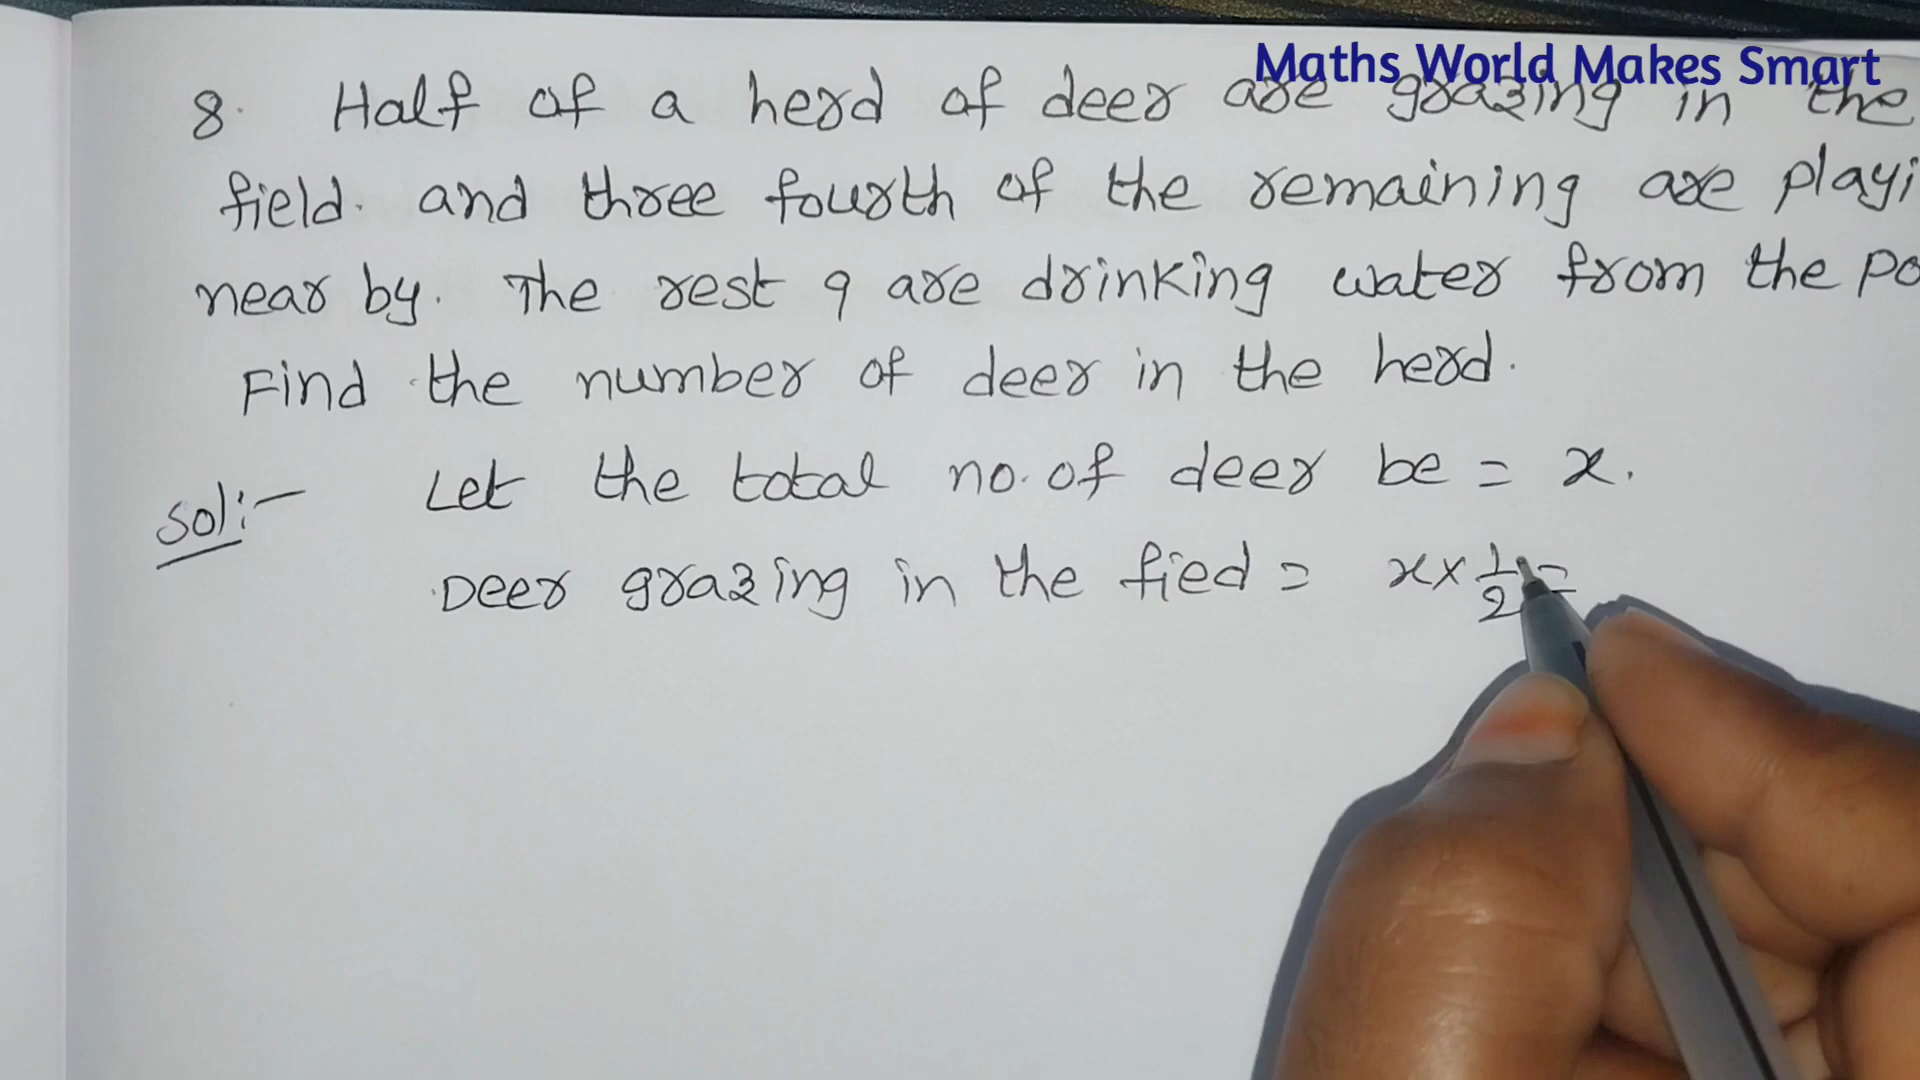 Maths World Makes Smart
8. Half of a herd of deer are grazing in the
field. and three fourth of the remaining are playi
near by. The rest 9 are drinking water from the po
Find the number of deer in the herd.
Sol:- Let the total no. of deer be = x.
Deer grazing in the fied = x × 1/2 =